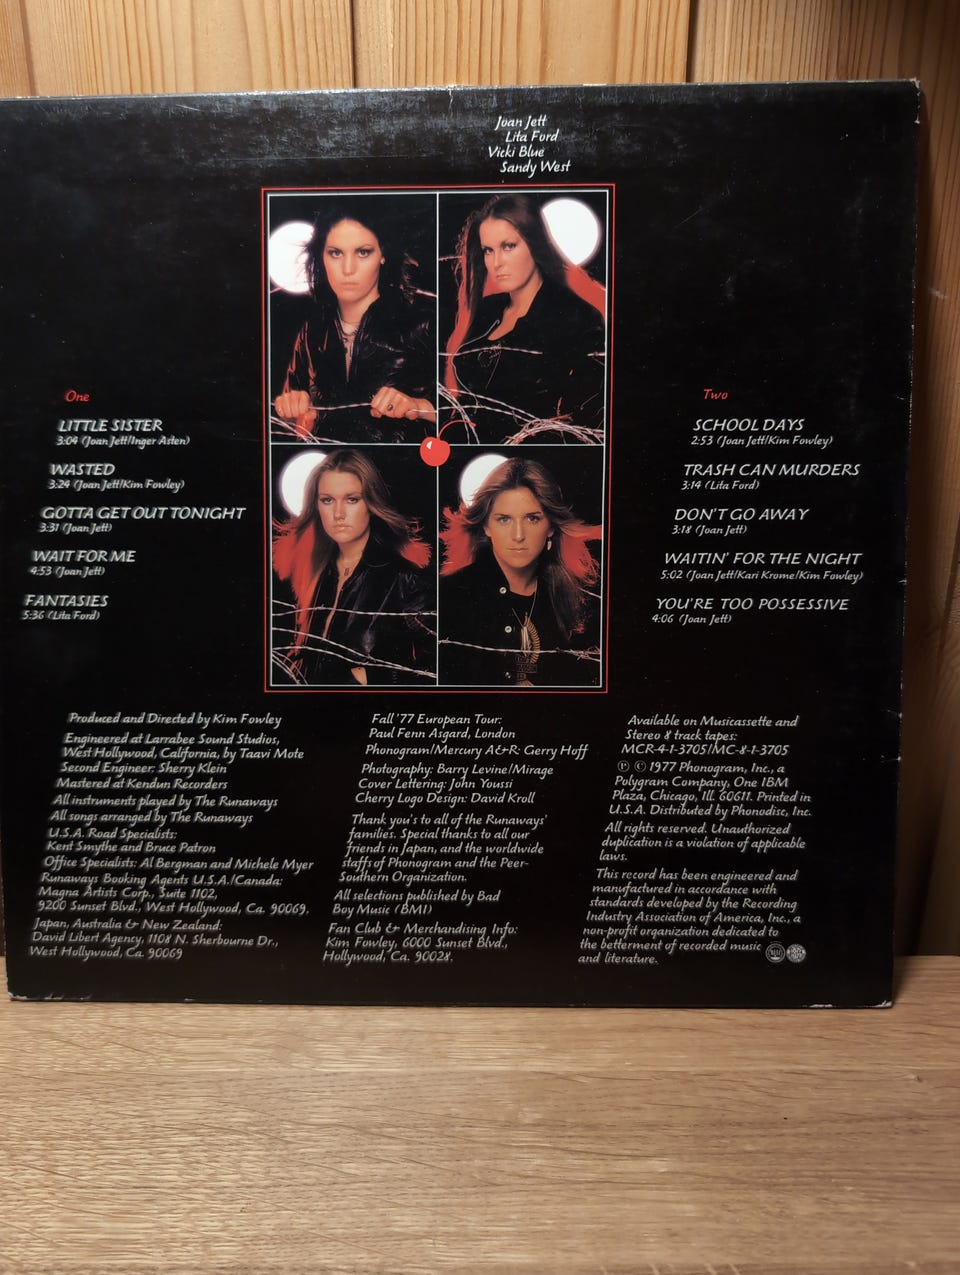 Joan Jett
Lita Ford
Vicki Blue
Sandy West
One
LITTLE SISTER
3:04 (Joan Jett/Inger Asten)
WASTED
3:24 (Joan Jett/Kim Fowley)
GOTTA GET OUT TONIGHT
3:31 (Joan Jett)
WAIT FOR ME
4:53 (Joan Jett)
FANTASIES
5:36 (Lita Ford)
Two
SCHOOL DAYS
2:53 (Joan Jett/Kim Fowley)
TRASH CAN MURDERS
3:14 (Lita Ford)
DON'T GO AWAY
3:18 (Joan Jett)
WAITIN' FOR THE NIGHT
5:02 (Joan Jett/Kari Krome/Kim Fowley)
YOU'RE TOO POSSESSIVE
4:06 (Joan Jett)
Produced and Directed by Kim Fowley
Engineered at Larrabee Sound Studios,
West Hollywood, California, by Taavi Mote
Second Engineer: Sherry Klein
Mastered at Kendun Recorders
All instruments played by The Runaways
All songs arranged by The Runaways
U.S.A. Road Specialists:
Kent Smythe and Bruce Patron
Office Specialists: Al Bergman and Michele Myer
Runaways Booking Agents U.S.A./Canada:
Magna Artists Corp., Suite 1102,
9200 Sunset Blvd., West Hollywood, Ca. 90069.
Japan, Australia & New Zealand:
David Libert Agency, 1108 N. Sherbourne Dr.,
West Hollywood, Ca. 90069
Fall '77 European Tour:
Paul Fenn Asgard, London
Phonogram/Mercury A&R: Gerry Hoff
Photography: Barry Levine/Mirage
Cover Lettering: John Youssi
Cherry Logo Design: David Kroll
Thank you's to all of the Runaways'
families. Special thanks to all our
friends in Japan, and the worldwide
staffs of Phonogram and the Peer-
Southern Organization.
All selections published by Bad
Boy Music (BMI)
Fan Club & Merchandising Info:
Kim Fowley, 6000 Sunset Blvd.,
Hollywood, Ca. 90028.
Available on Musicassette and
Stereo 8 track tapes:
MCR-4-1-3705/MC-8-1-3705
℗ © 1977 Phonogram, Inc., a
Polygram Company, One IBM
Plaza, Chicago, Ill. 60611. Printed in
U.S.A. Distributed by Phonodisc, Inc.
All rights reserved. Unauthorized
duplication is a violation of applicable
laws.
This record has been engineered and
manufactured in accordance with
standards developed by the Recording
Industry Association of America, Inc., a
non-profit organization dedicated to
the betterment of recorded music
and literature.